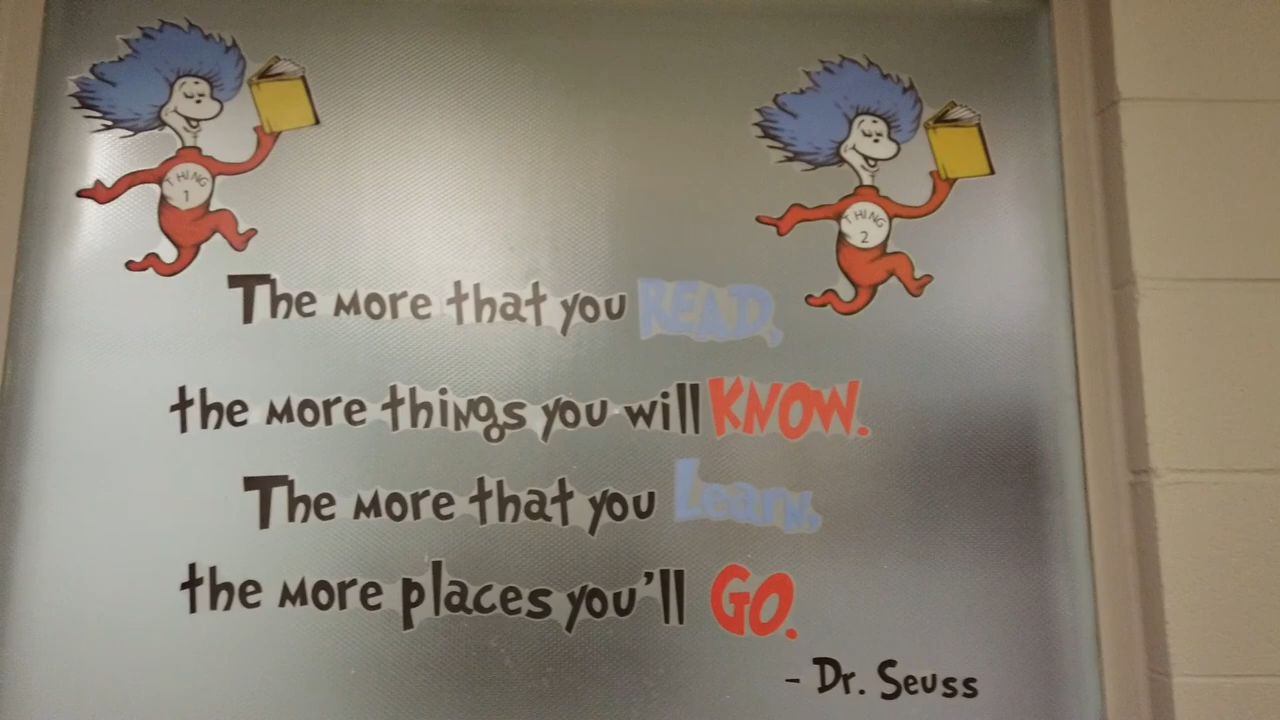 THING
1
THING
2
The more that you READ,
the more things you will KNOW.
The more that you Learn,
the more places you'll GO.
- Dr. Seuss